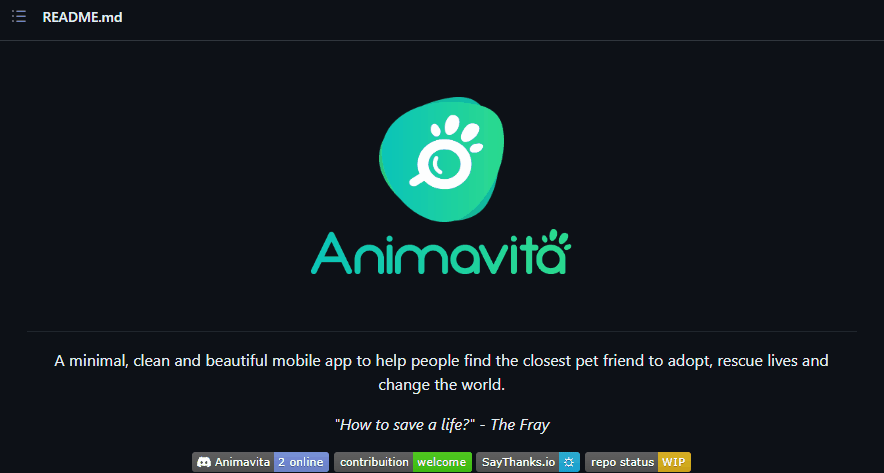 README.md
Animavita
A minimal, clean and beautiful mobile app to help people find the closest pet friend to adopt, rescue lives and
change the world.
"How to save a life?" - The Fray
Animavita 2 online contribuition welcome SayThanks.io repo status WIP